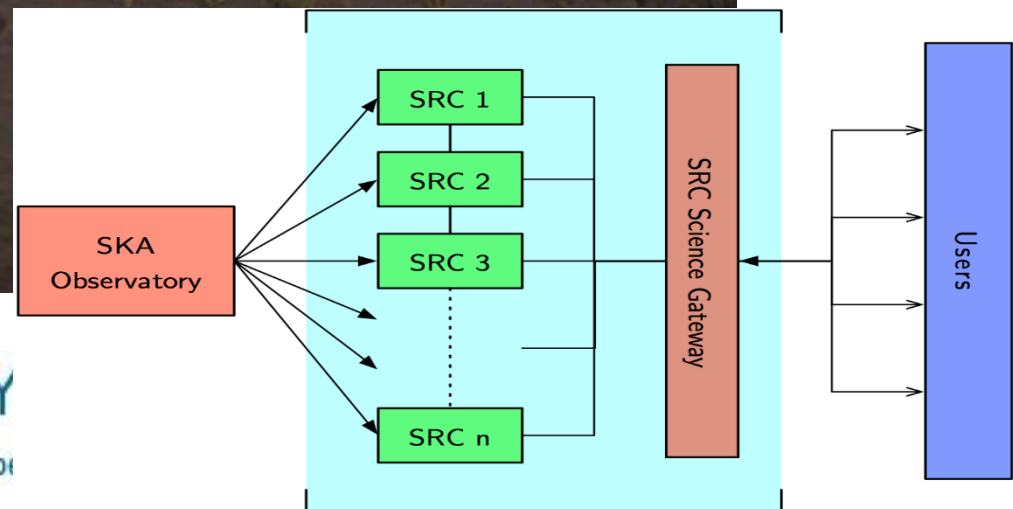 SRC 1
SRC 2
SRC 3
SRC n
SKA
Observatory
SRC Science Gateway
Users
Y